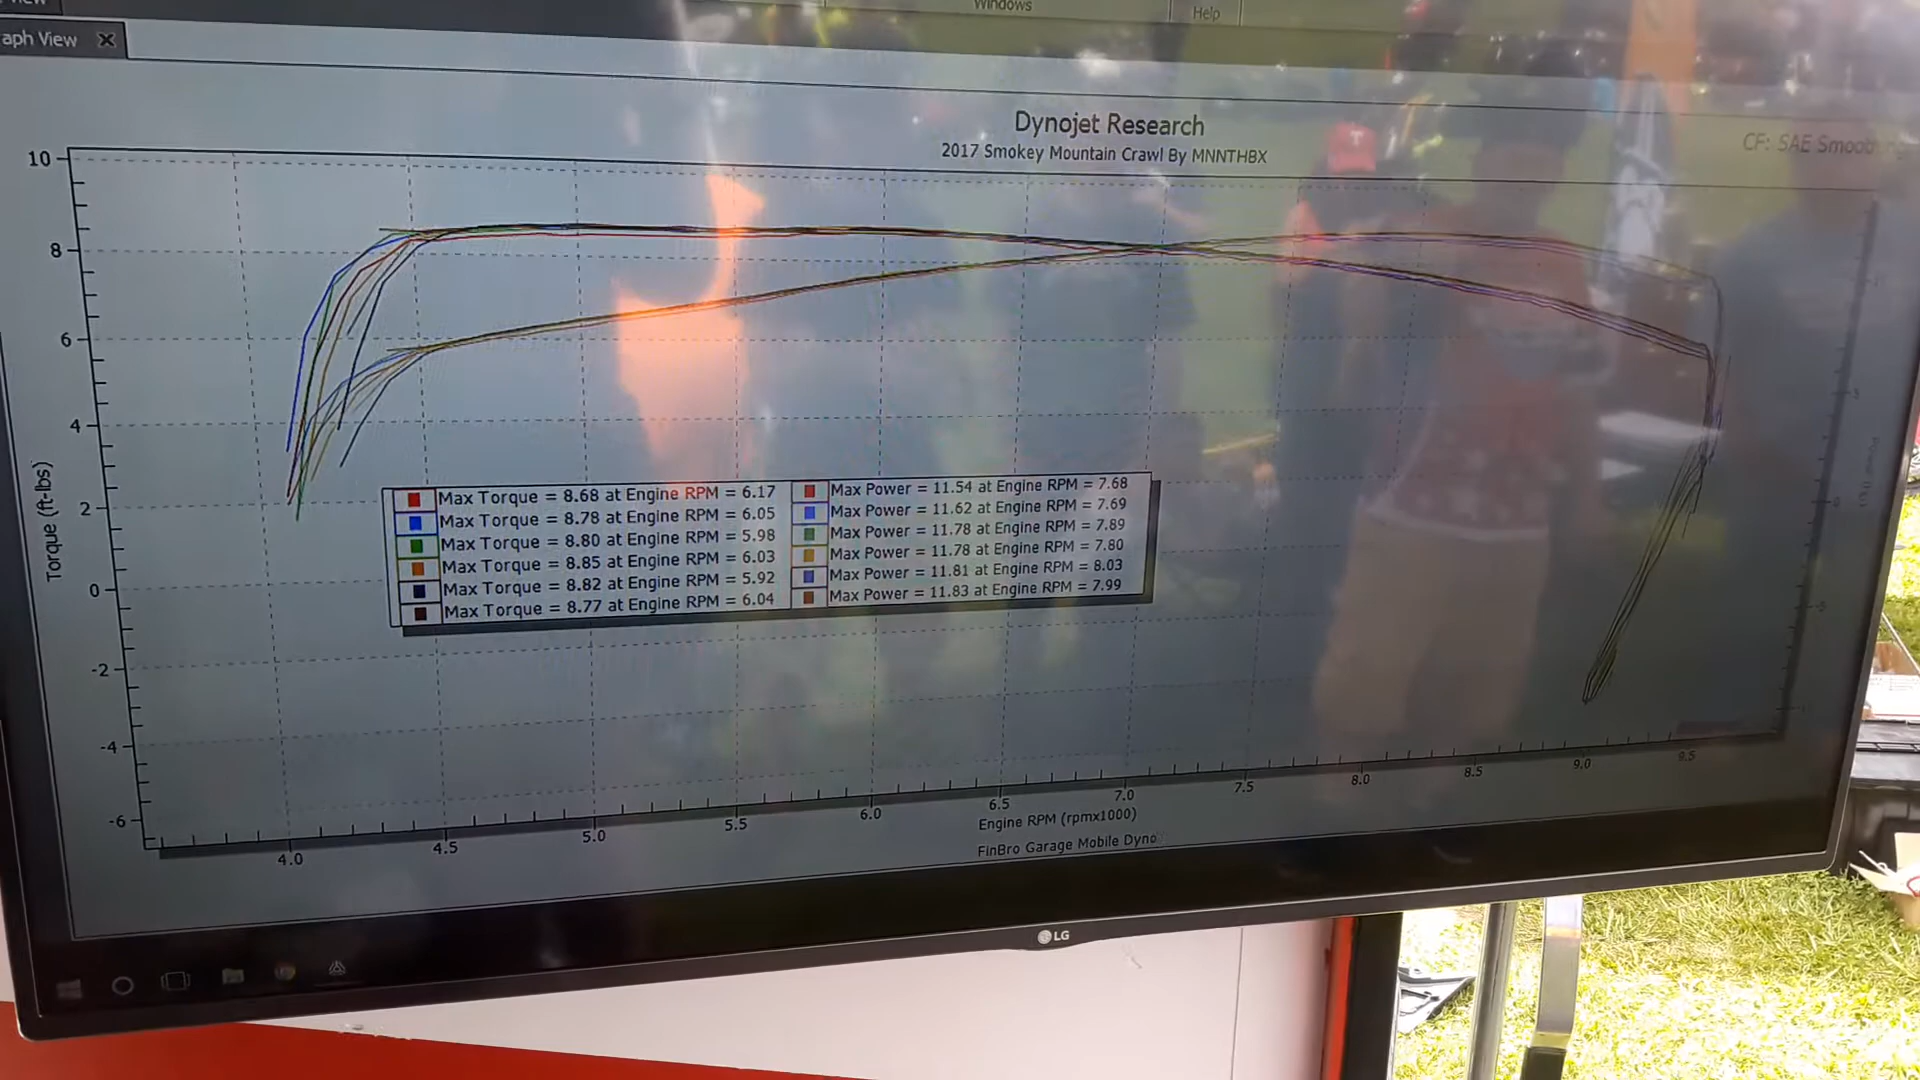 Windows
Help
aph View
Dynojet Research
2017 Smokey Mountain Crawl By MNNTHBX
CF: SAE Smoothing
10
8
6
4
2
0
-2
-4
-6
Torque (ft-lbs)
Max Torque = 8.68 at Engine RPM = 6.17
Max Torque = 8.78 at Engine RPM = 6.05
Max Torque = 8.80 at Engine RPM = 5.98
Max Torque = 8.85 at Engine RPM = 6.03
Max Torque = 8.82 at Engine RPM = 5.92
Max Torque = 8.77 at Engine RPM = 6.04
Max Power = 11.54 at Engine RPM = 7.68
Max Power = 11.62 at Engine RPM = 7.69
Max Power = 11.78 at Engine RPM = 7.89
Max Power = 11.78 at Engine RPM = 7.80
Max Power = 11.81 at Engine RPM = 8.03
Max Power = 11.83 at Engine RPM = 7.99
4.0 4.5 5.0 5.5 6.0 6.5 7.0 7.5 8.0 8.5 9.0 9.5
Engine RPM (rpmx1000)
FinBro Garage Mobile Dyno
LG